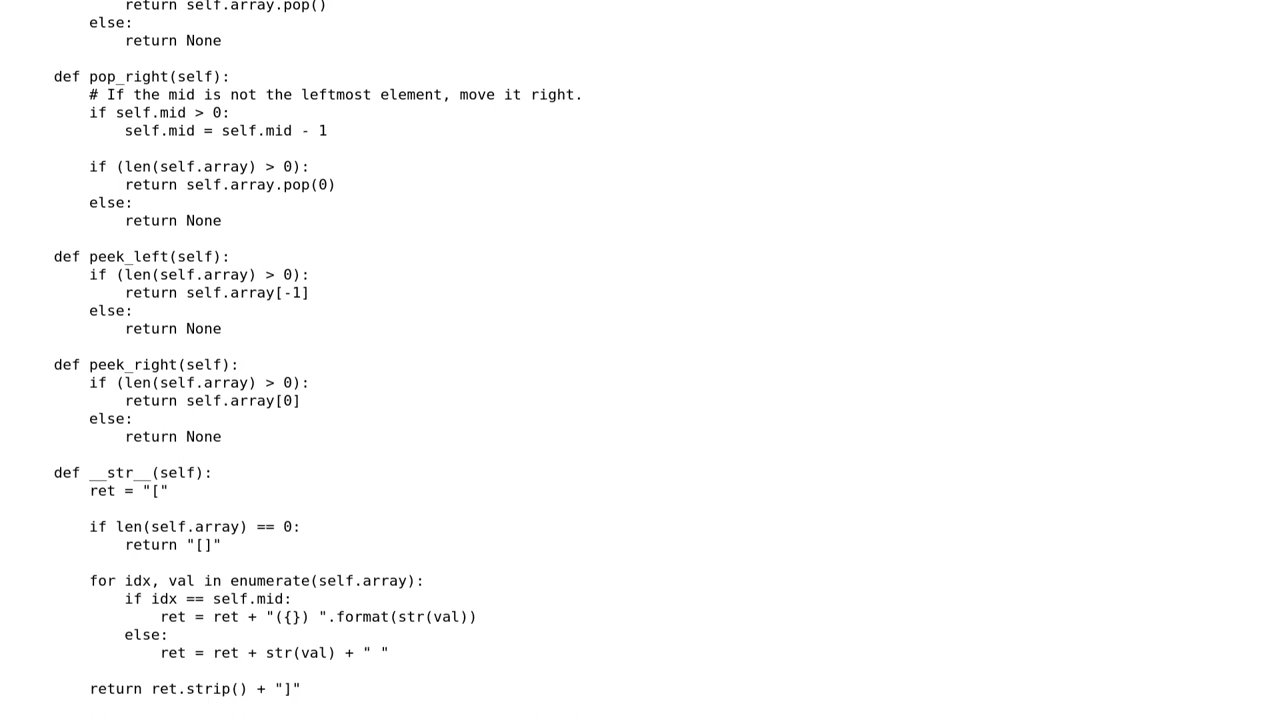 return self.array.pop()
    else:
        return None

def pop_right(self):
    # If the mid is not the leftmost element, move it right.
    if self.mid > 0:
        self.mid = self.mid - 1

    if (len(self.array) > 0):
        return self.array.pop(0)
    else:
        return None

def peek_left(self):
    if (len(self.array) > 0):
        return self.array[-1]
    else:
        return None

def peek_right(self):
    if (len(self.array) > 0):
        return self.array[0]
    else:
        return None

def __str__(self):
    ret = "["

    if len(self.array) == 0:
        return "[]"

    for idx, val in enumerate(self.array):
        if idx == self.mid:
            ret = ret + "({}) ".format(str(val))
        else:
            ret = ret + str(val) + " "

    return ret.strip() + "]"